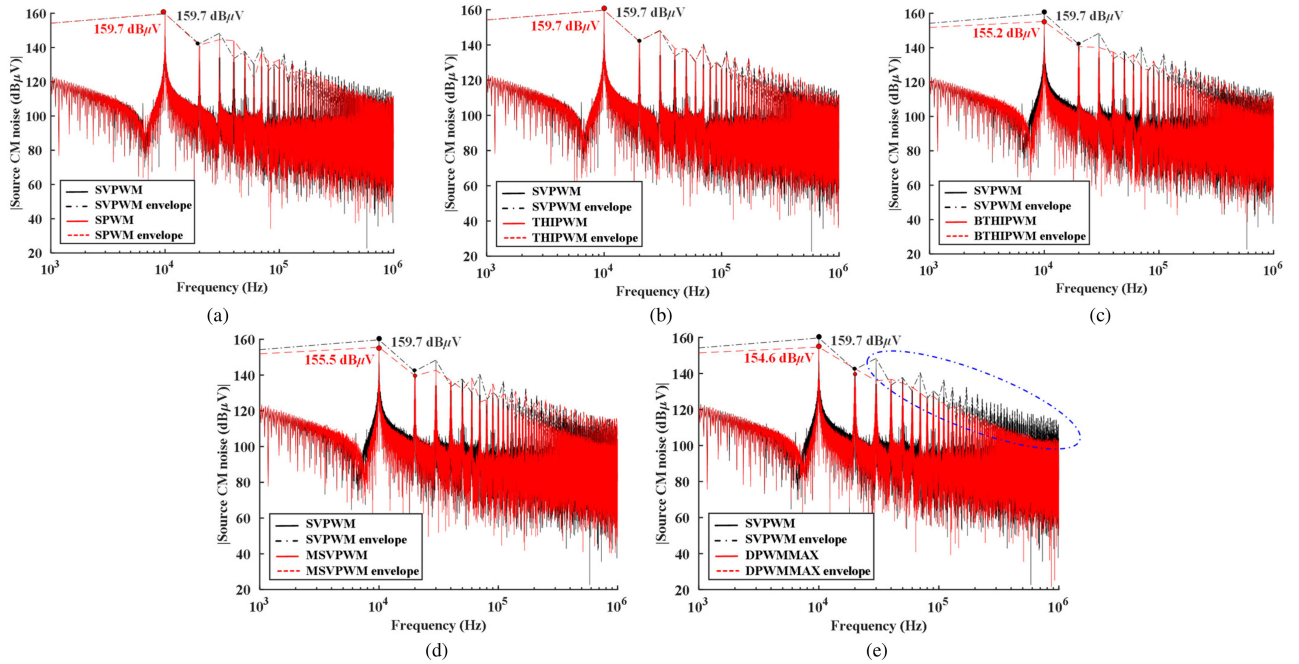 159.7 dBµV
159.7 dBµV
|Source CM noise (dBµV)|
160
140
120
100
80
60
40
20
SVPWM
SVPWM envelope
SPWM
SPWM envelope
10³
10⁴
10⁵
10⁶
Frequency (Hz)
(a)
159.7 dBµV
159.7 dBµV
|Source CM noise (dBµV)|
160
140
120
100
80
60
40
20
SVPWM
SVPWM envelope
THIPWM
THIPWM envelope
10³
10⁴
10⁵
10⁶
Frequency (Hz)
(b)
159.7 dBµV
155.2 dBµV
|Source CM noise (dBµV)|
160
140
120
100
80
60
40
20
SVPWM
SVPWM envelope
BTHIPWM
BTHIPWM envelope
10³
10⁴
10⁵
10⁶
Frequency (Hz)
(c)
159.7 dBµV
155.5 dBµV
|Source CM noise (dBµV)|
160
140
120
100
80
60
40
20
SVPWM
SVPWM envelope
MSVPWM
MSVPWM envelope
10³
10⁴
10⁵
10⁶
Frequency (Hz)
(d)
159.7 dBµV
154.6 dBµV
|Source CM noise (dBµV)|
160
140
120
100
80
60
40
20
SVPWM
SVPWM envelope
DPWMMAX
DPWMMAX envelope
10³
10⁴
10⁵
10⁶
Frequency (Hz)
(e)